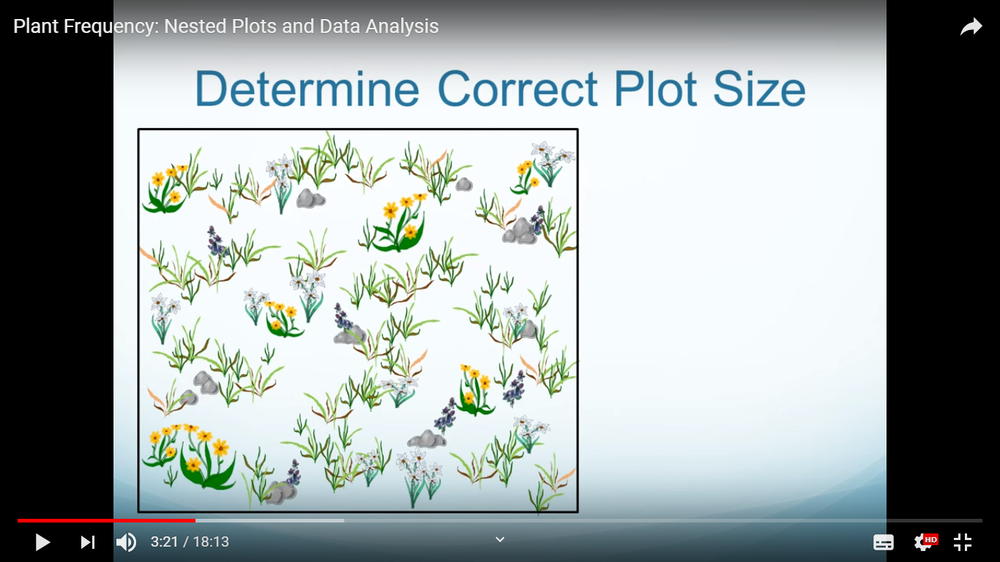 Plant Frequency: Nested Plots and Data Analysis
Determine Correct Plot Size
3:21 / 18:13
HD